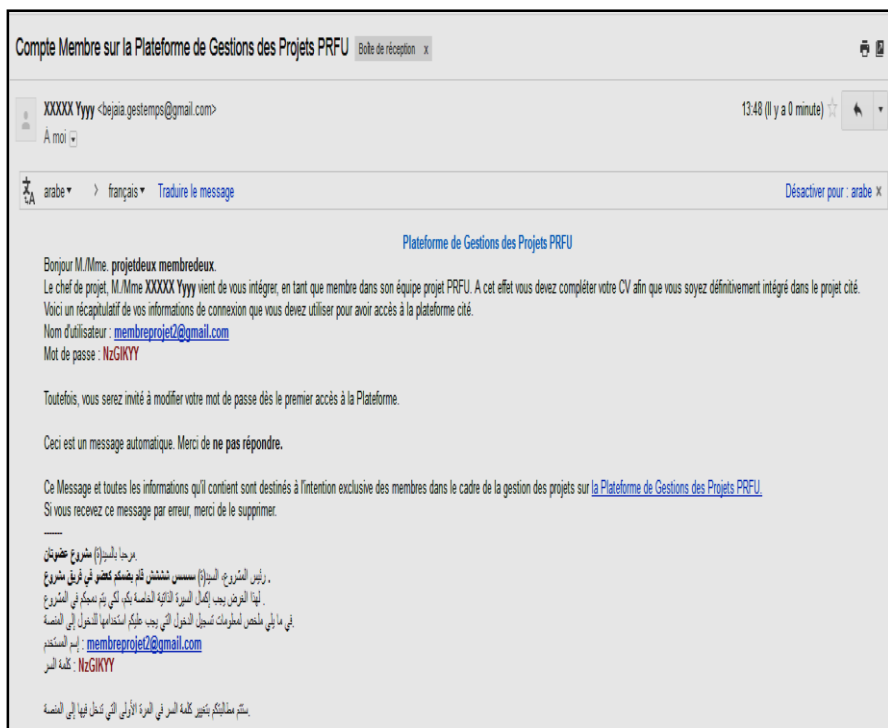 Compte Membre sur la Plateforme de Gestions des Projets PRFU Boîte de réception x
XXXXX Yyyy <bejaia.gestemps@gmail.com>
13:48 (Il y a 0 minute)
À moi
arabe > français Traduire le message
Désactiver pour : arabe x
Plateforme de Gestions des Projets PRFU
Bonjour M./Mme. projetdeux membredeux.
Le chef de projet, M./Mme XXXXX Yyyy vient de vous intégrer, en tant que membre dans son équipe projet PRFU. A cet effet vous devez compléter votre CV afin que vous soyez définitivement intégré dans le projet cité.
Voici un récapitulatif de vos informations de connexion que vous devez utiliser pour avoir accès à la plateforme cité.
Nom d'utilisateur : membreprojet2@gmail.com
Mot de passe : NzGIKYY
Toutefois, vous serez invité à modifier votre mot de passe dès le premier accès à la Plateforme.
Ceci est un message automatique. Merci de ne pas répondre.
Ce Message et toutes les informations qu'il contient sont destinés à l'intention exclusive des membres dans le cadre de la gestion des projets sur la Plateforme de Gestions des Projets PRFU.
Si vous recevez ce message par erreur, merci de le supprimer.
-------
مرحبا بالسيد(ة) مشروع عضوتان.
رئيس المشروع، السيد(ة) سسسس شششش قام بضمكم كعضو في فريق مشروع .
لهذا الغرض يجب إكمال السيرة الذاتية الخاصة بكم، لكي يتم دمجكم في المشروع .
في ما يلي ملخص لمعلومات تسجيل الدخول التي يجب عليكم استخدامها للدخول إلى المنصة.
إسم المستخدم : membreprojet2@gmail.com
كلمة السر : NzGIKYY
ستتم مطالبتكم بتغيير كلمة السر في المرة الأولى التي تدخل فيها إلى المنصة.